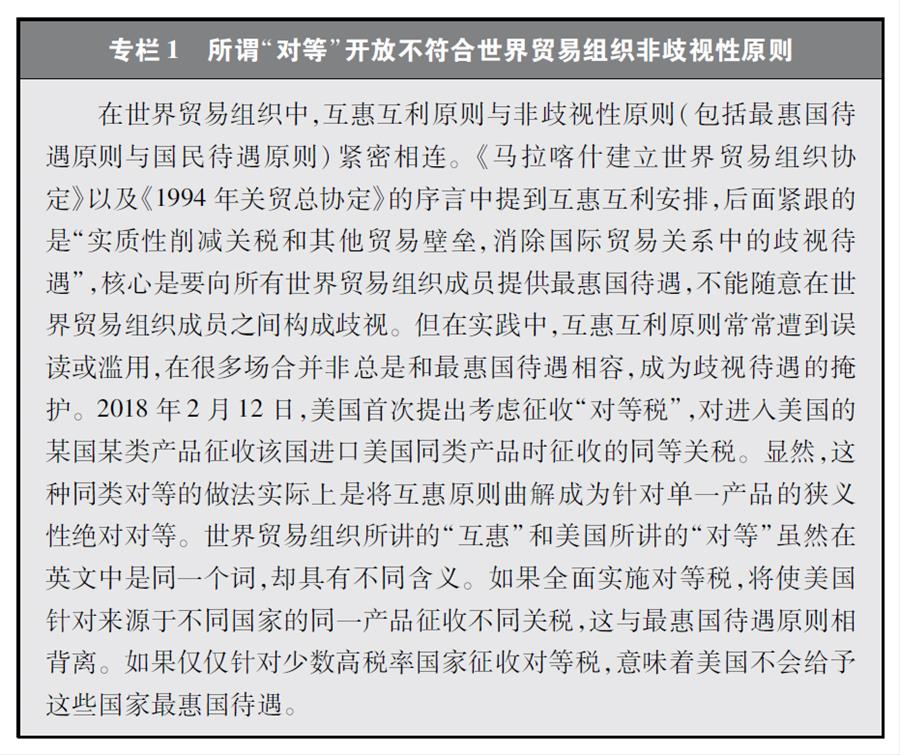 专栏1 所谓“对等”开放不符合世界贸易组织非歧视性原则
在世界贸易组织中,互惠互利原则与非歧视性原则(包括最惠国待
遇原则与国民待遇原则)紧密相连。《马拉喀什建立世界贸易组织协
定》以及《1994年关贸总协定》的序言中提到互惠互利安排,后面紧跟的
是“实质性削减关税和其他贸易壁垒,消除国际贸易关系中的歧视待
遇”,核心是要向所有世界贸易组织成员提供最惠国待遇,不能随意在世
界贸易组织成员之间构成歧视。但在实践中,互惠互利原则常常遭到误
读或滥用,在很多场合并非总是和最惠国待遇相容,成为歧视待遇的掩
护。2018年2月12日,美国首次提出考虑征收“对等税”,对进入美国的
某国某类产品征收该国进口美国同类产品时征收的同等关税。显然,这
种同类对等的做法实际上是将互惠原则曲解成为针对单一产品的狭义
性绝对对等。世界贸易组织所讲的“互惠”和美国所讲的“对等”虽然在
英文中是同一个词,却具有不同含义。如果全面实施对等税,将使美国
针对来源于不同国家的同一产品征收不同关税,这与最惠国待遇原则相
背离。如果仅仅针对少数高税率国家征收对等税,意味着美国不会给予
这些国家最惠国待遇。